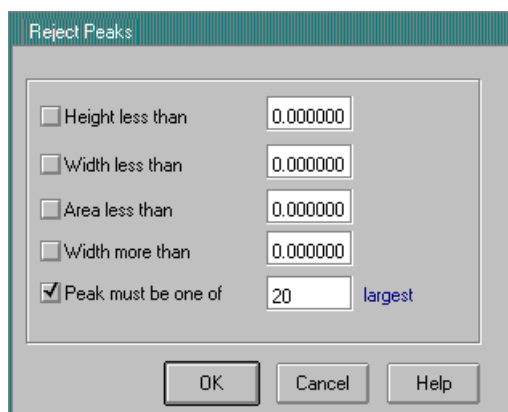 Reject Peaks
Height less than 0.000000
Width less than 0.000000
Area less than 0.000000
Width more than 0.000000
Peak must be one of 20 largest
OK Cancel Help